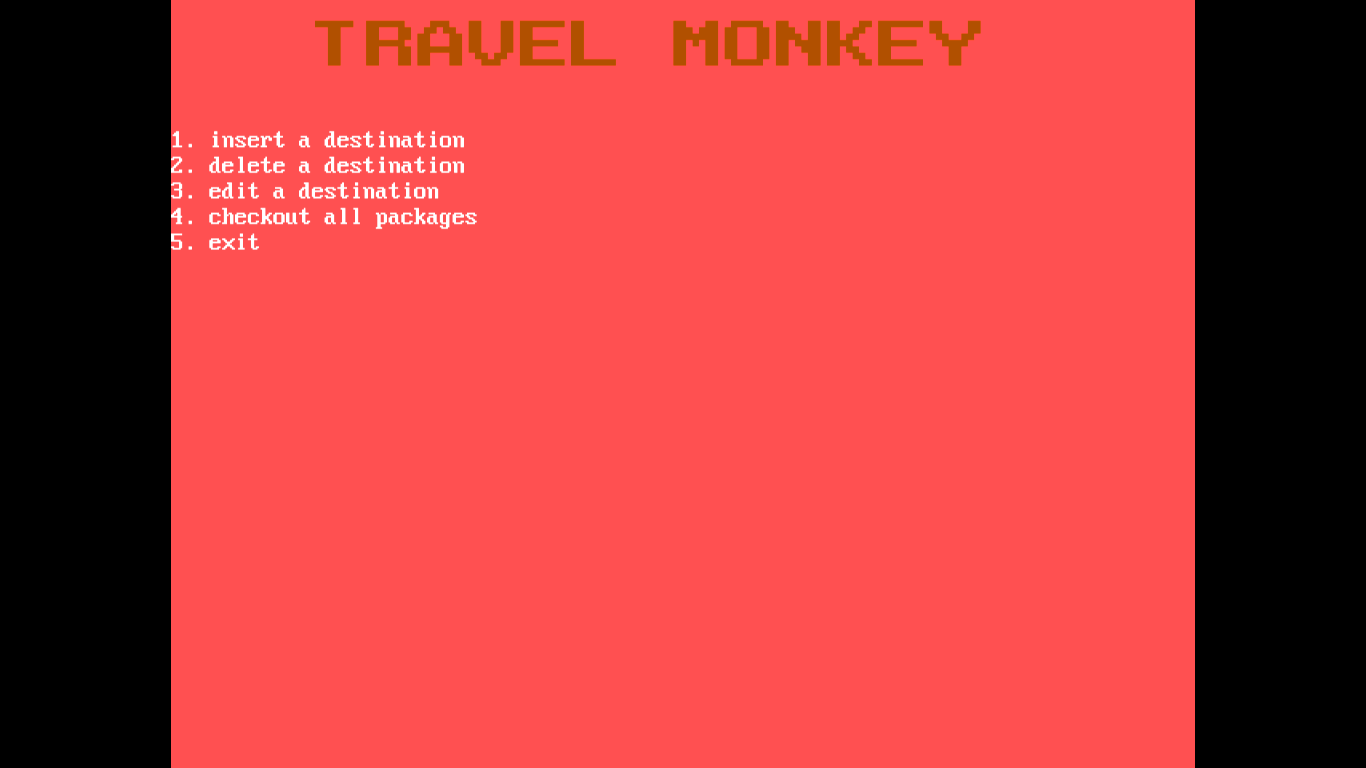 TRAVEL MONKEY
1. insert a destination
2. delete a destination
3. edit a destination
4. checkout all packages
5. exit